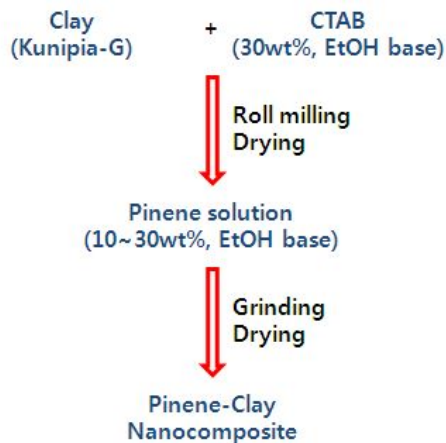 Clay + CTAB
(Kunipia-G) (30wt%, EtOH base)
Roll milling
Drying
Pinene solution
(10~30wt%, EtOH base)
Grinding
Drying
Pinene-Clay
Nanocomposite